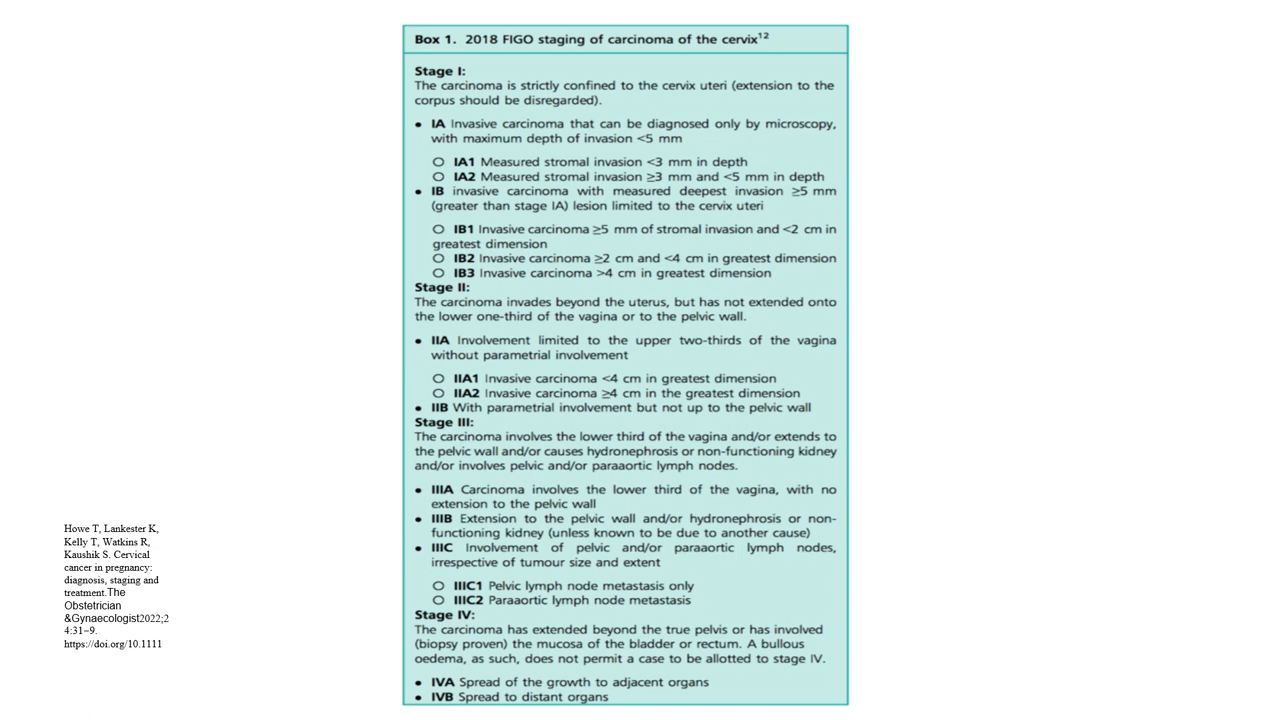 Box 1. 2018 FIGO staging of carcinoma of the cervix¹²
Stage I:
The carcinoma is strictly confined to the cervix uteri (extension to the
corpus should be disregarded).
• IA Invasive carcinoma that can be diagnosed only by microscopy,
with maximum depth of invasion <5 mm
○ IA1 Measured stromal invasion <3 mm in depth
○ IA2 Measured stromal invasion ≥3 mm and <5 mm in depth
• IB invasive carcinoma with measured deepest invasion ≥5 mm
(greater than stage IA) lesion limited to the cervix uteri
○ IB1 Invasive carcinoma ≥5 mm of stromal invasion and <2 cm in
greatest dimension
○ IB2 Invasive carcinoma ≥2 cm and <4 cm in greatest dimension
○ IB3 Invasive carcinoma >4 cm in greatest dimension
Stage II:
The carcinoma invades beyond the uterus, but has not extended onto
the lower one-third of the vagina or to the pelvic wall.
• IIA Involvement limited to the upper two-thirds of the vagina
without parametrial involvement
○ IIA1 Invasive carcinoma <4 cm in greatest dimension
○ IIA2 Invasive carcinoma ≥4 cm in the greatest dimension
• IIB With parametrial involvement but not up to the pelvic wall
Stage III:
The carcinoma involves the lower third of the vagina and/or extends to
the pelvic wall and/or causes hydronephrosis or non-functioning kidney
and/or involves pelvic and/or paraaortic lymph nodes.
• IIIA Carcinoma involves the lower third of the vagina, with no
extension to the pelvic wall
• IIIB Extension to the pelvic wall and/or hydronephrosis or non-
functioning kidney (unless known to be due to another cause)
• IIIC Involvement of pelvic and/or paraaortic lymph nodes,
irrespective of tumour size and extent
○ IIIC1 Pelvic lymph node metastasis only
○ IIIC2 Paraaortic lymph node metastasis
Stage IV:
The carcinoma has extended beyond the true pelvis or has involved
(biopsy proven) the mucosa of the bladder or rectum. A bullous
oedema, as such, does not permit a case to be allotted to stage IV.
• IVA Spread of the growth to adjacent organs
• IVB Spread to distant organs
Howe T, Lankester K,
Kelly T, Watkins R,
Kaushik S. Cervical
cancer in pregnancy:
diagnosis, staging and
treatment.The
Obstetrician
&Gynaecologist2022;2
4:31–9.
https://doi.org/10.1111